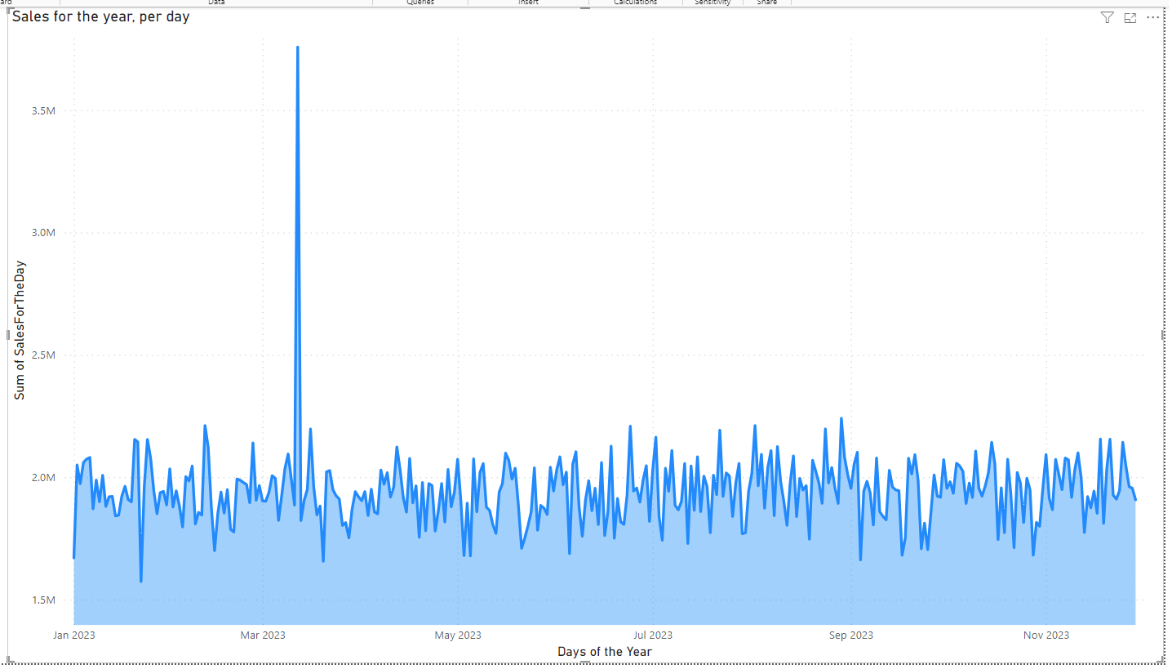 Data Queries Insert Calculations Sensitivity Share
Sales for the year, per day
Sum of SalesForTheDay
3.5M
3.0M
2.5M
2.0M
1.5M
Jan 2023 Mar 2023 May 2023 Jul 2023 Sep 2023 Nov 2023
Days of the Year